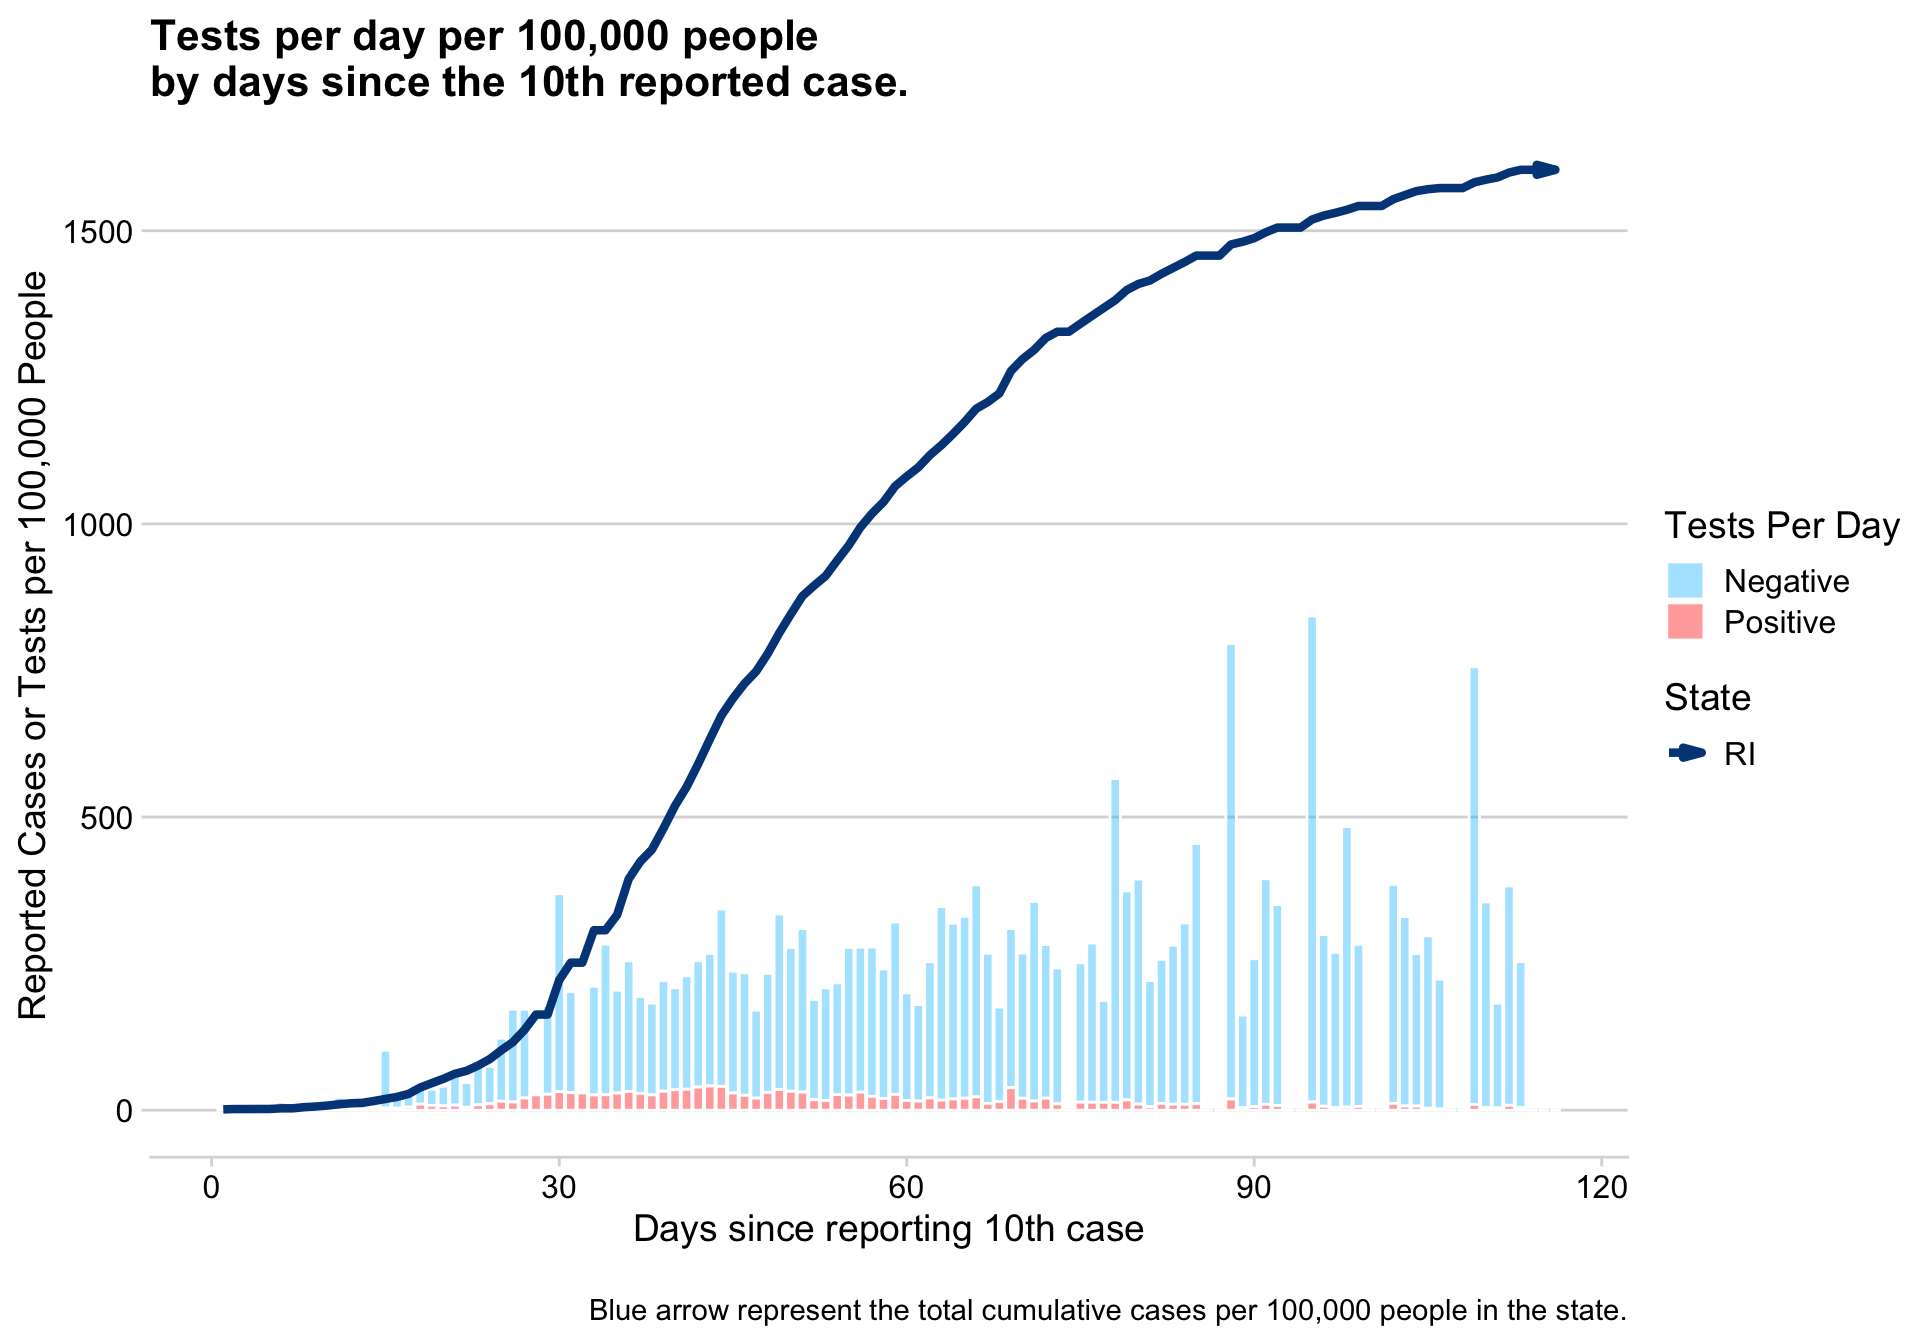 Tests per day per 100,000 people
by days since the 10th reported case.
Reported Cases or Tests per 100,000 People
1500
1000
500
0
0
30
60
90
120
Days since reporting 10th case
Tests Per Day
Negative
Positive
State
RI
Blue arrow represent the total cumulative cases per 100,000 people in the state.